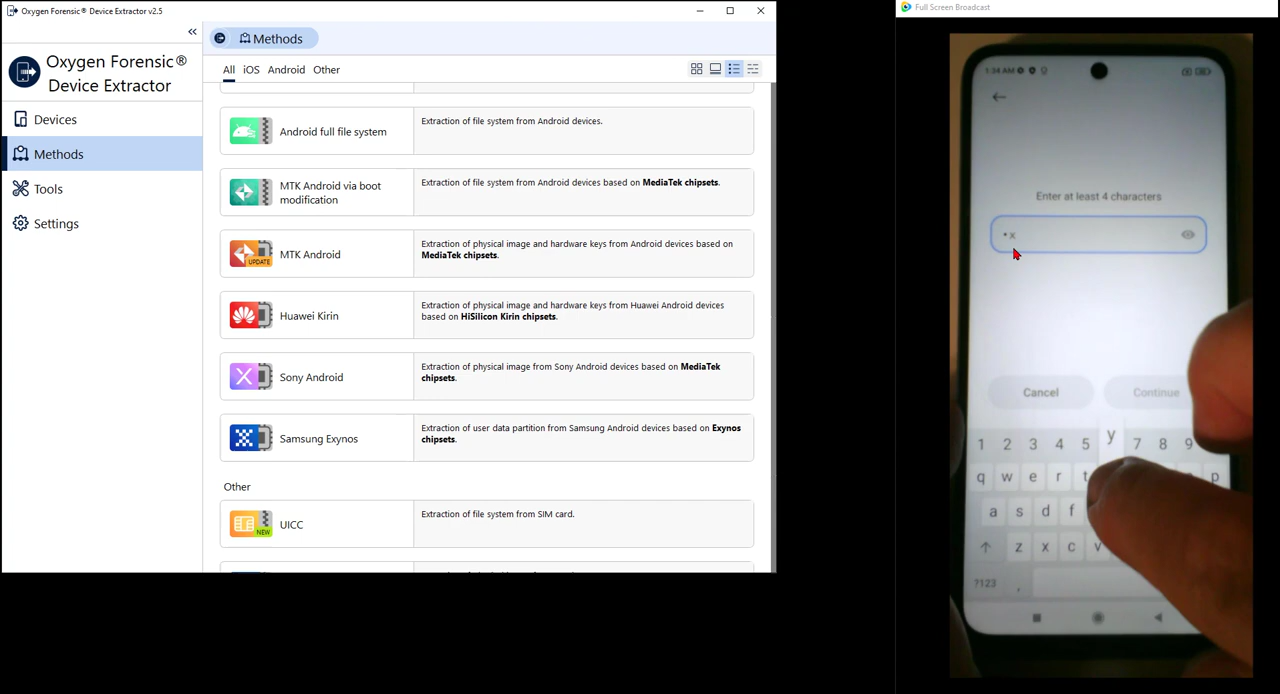 Oxygen Forensic® Device Extractor v2.5
Full Screen Broadcast
«
Methods
Oxygen Forensic®
Device Extractor
All iOS Android Other
Devices
Methods
Tools
Settings
Android full file system
Extraction of file system from Android devices.
MTK Android via boot
modification
Extraction of file system from Android devices based on MediaTek chipsets.
UPDATE
MTK Android
Extraction of physical image and hardware keys from Android devices based on
MediaTek chipsets.
Huawei Kirin
Extraction of physical image and hardware keys from Huawei Android devices
based on HiSilicon Kirin chipsets.
Sony Android
Extraction of physical image from Sony Android devices based on MediaTek
chipsets.
Samsung Exynos
Extraction of user data partition from Samsung Android devices based on Exynos
chipsets.
Other
NEW
UICC
Extraction of file system from SIM card.
1:34 AM
Enter at least 4 characters
• x
Cancel Continue
y
1 2 3 4 5 7 8 9
q w e r t p
a s d f
z x c v
?123 ,